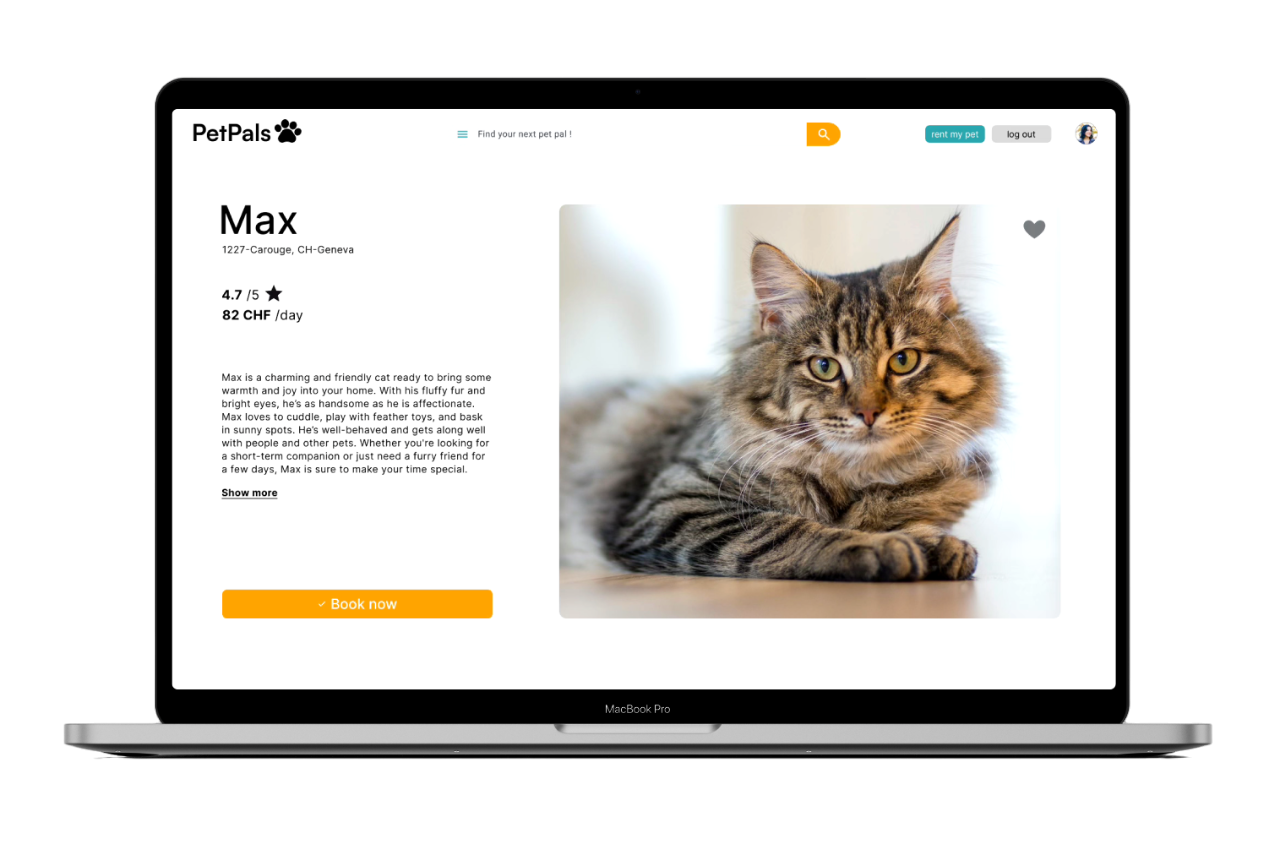 PetPals
Find your next pet pal !
rent my pet
log out
Max
1227-Carouge, CH-Geneva
4.7 /5
82 CHF /day
Max is a charming and friendly cat ready to bring some
warmth and joy into your home. With his fluffy fur and
bright eyes, he's as handsome as he is affectionate.
Max loves to cuddle, play with feather toys, and bask
in sunny spots. He's well-behaved and gets along well
with people and other pets. Whether you're looking for
a short-term companion or just need a furry friend for
a few days, Max is sure to make your time special.
Show more
Book now
MacBook Pro